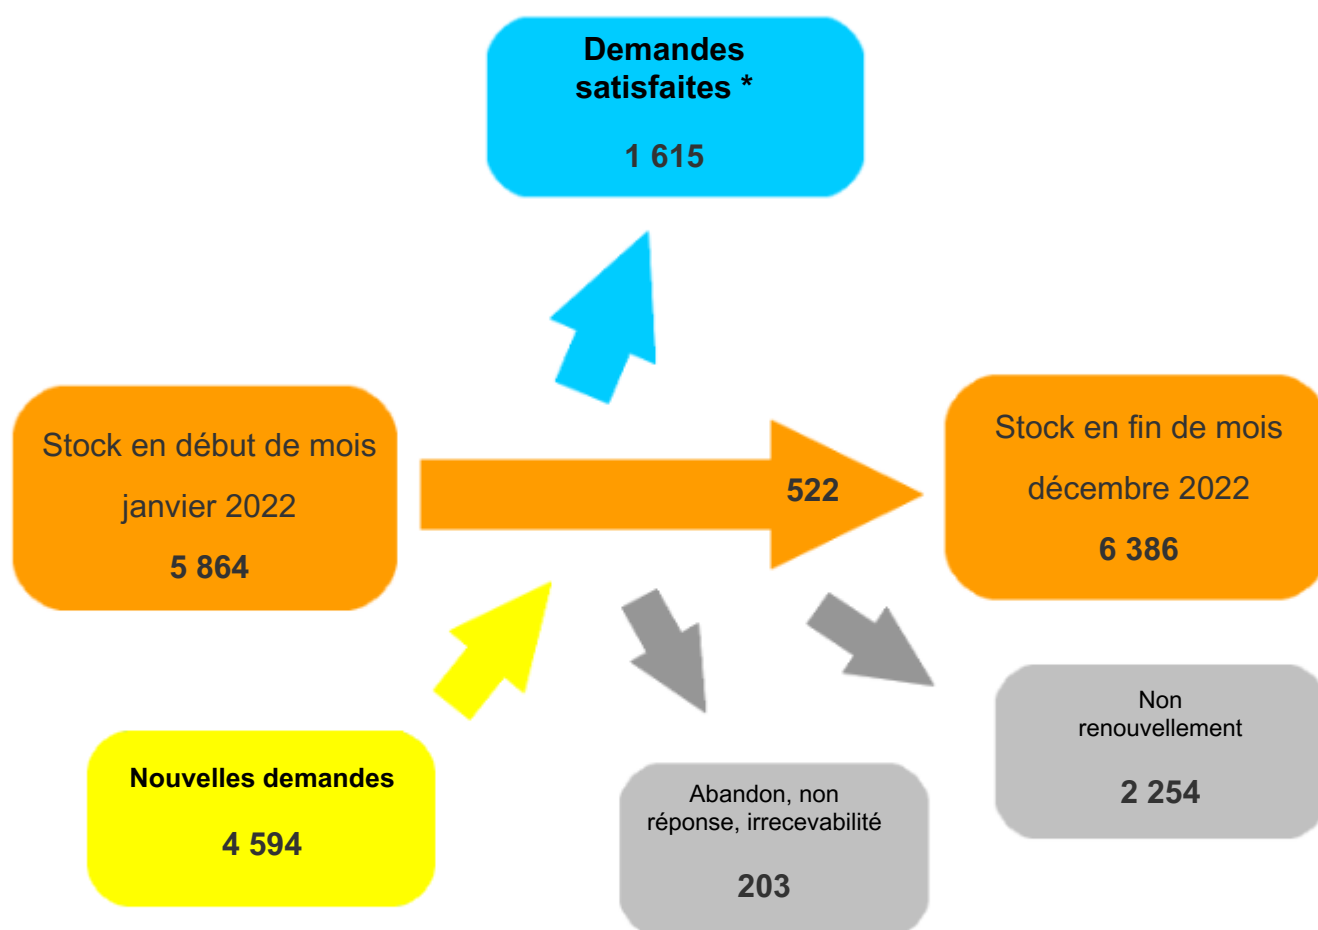 Demandes
satisfaites *
1 615
Stock en début de mois
janvier 2022
5 864
522
Stock en fin de mois
décembre 2022
6 386
Nouvelles demandes
4 594
Abandon, non
réponse, irrecevabilité
203
Non
renouvellement
2 254